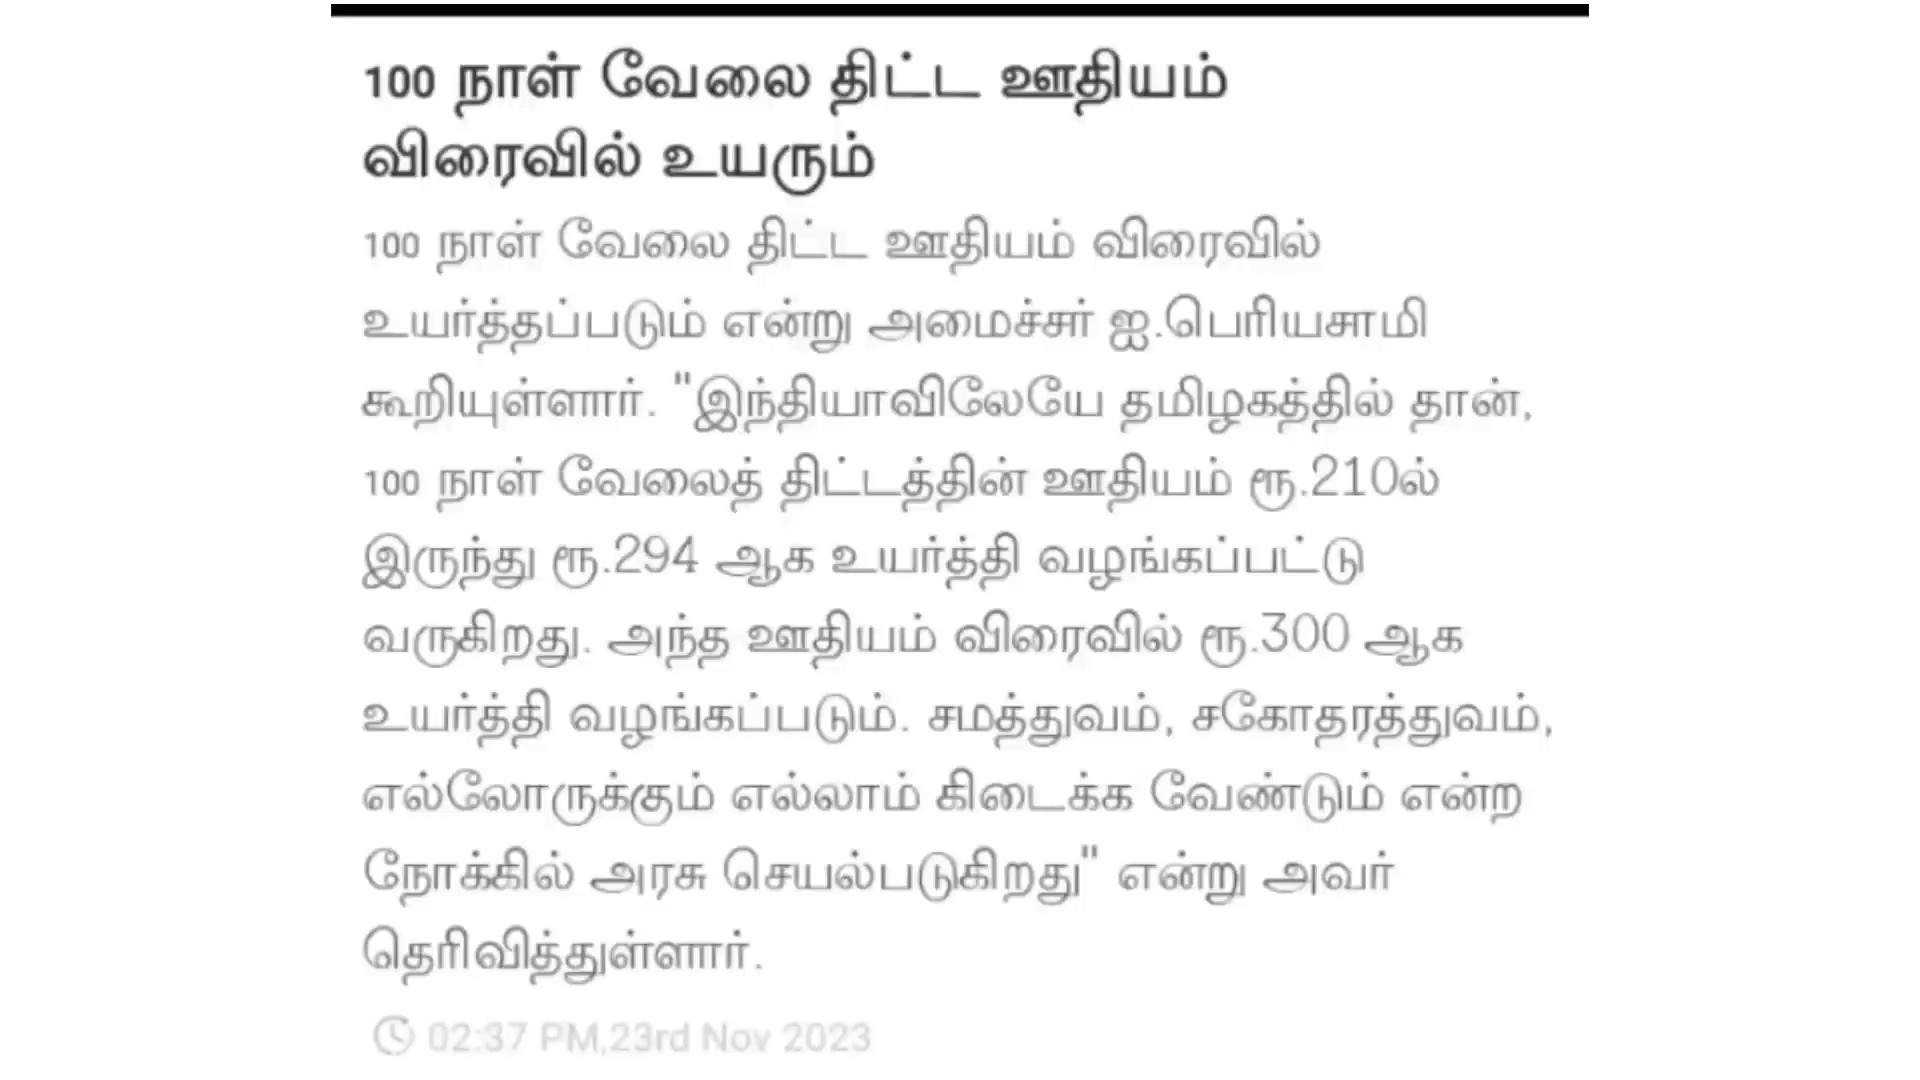 100 நாள் வேலை திட்ட ஊதியம்
விரைவில் உயரும்
100 நாள் வேலை திட்ட ஊதியம் விரைவில்
உயர்த்தப்படும் என்று அமைச்சர் ஐ.பெரியசாமி
கூறியுள்ளார். "இந்தியாவிலேயே தமிழகத்தில் தான்,
100 நாள் வேலைத் திட்டத்தின் ஊதியம் ரூ.210ல்
இருந்து ரூ.294 ஆக உயர்த்தி வழங்கப்பட்டு
வருகிறது. அந்த ஊதியம் விரைவில் ரூ.300 ஆக
உயர்த்தி வழங்கப்படும். சமத்துவம், சகோதரத்துவம்,
எல்லோருக்கும் எல்லாம் கிடைக்க வேண்டும் என்ற
நோக்கில் அரசு செயல்படுகிறது" என்று அவர்
தெரிவித்துள்ளார்.
02:37 PM,23rd Nov 2023